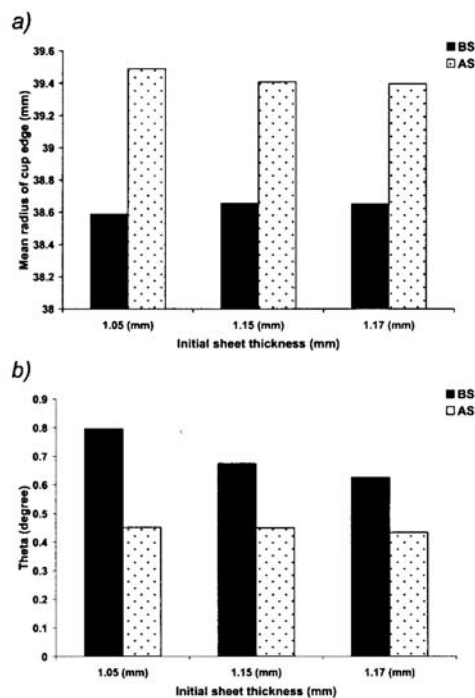 a)
BS
AS
Mean radius of cup edge (mm)
39.6
39.4
39.2
39
38.8
38.6
38.4
38.2
38
1.05 (mm) 1.15 (mm) 1.17 (mm)
Initial sheet thickness (mm)
b)
BS
AS
Theta (degree)
0.9
0.8
0.7
0.6
0.5
0.4
0.3
0.2
0.1
0
1.05 (mm) 1.15 (mm) 1.17 (mm)
Initial sheet thickness (mm)